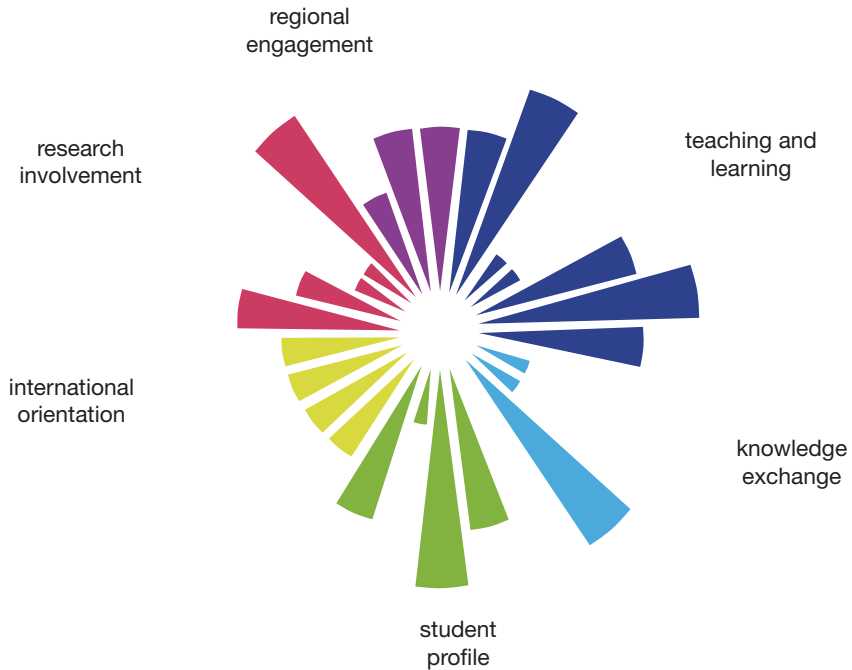 regional
engagement
teaching and
learning
research
involvement
international
orientation
knowledge
exchange
student
profile